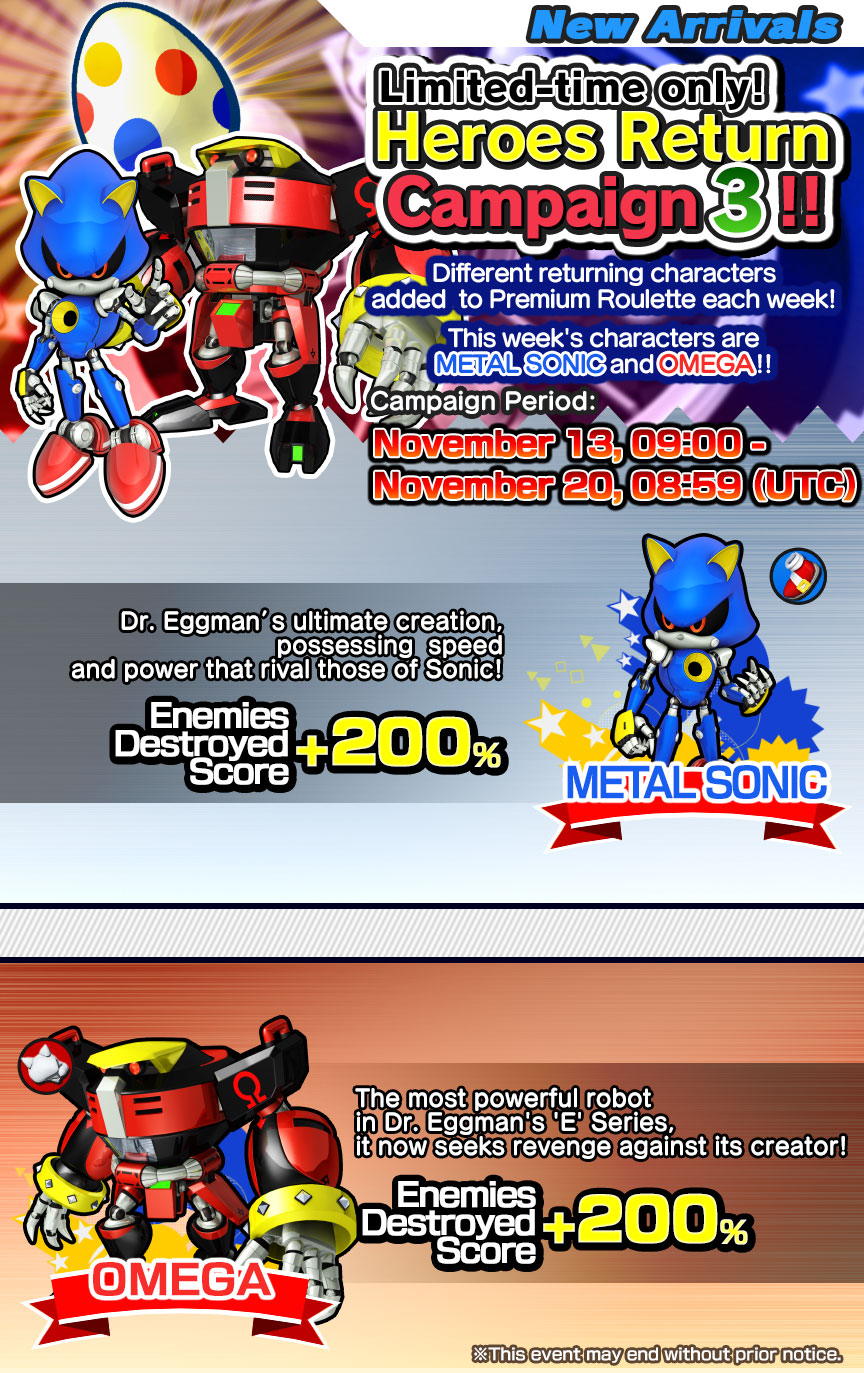 New Arrivals
Limited-time only!
Heroes Return
Campaign 3!!
Different returning characters
added to Premium Roulette each week!
This week's characters are
METAL SONIC and OMEGA!!
Campaign Period:
November 13, 09:00 -
November 20, 08:59 (UTC)
Dr. Eggman's ultimate creation,
possessing speed
and power that rival those of Sonic!
Enemies
Destroyed
Score
+200%
METAL SONIC
The most powerful robot
in Dr. Eggman's 'E' Series,
it now seeks revenge against its creator!
Enemies
Destroyed
Score
+200%
Ω
OMEGA
※This event may end without prior notice.